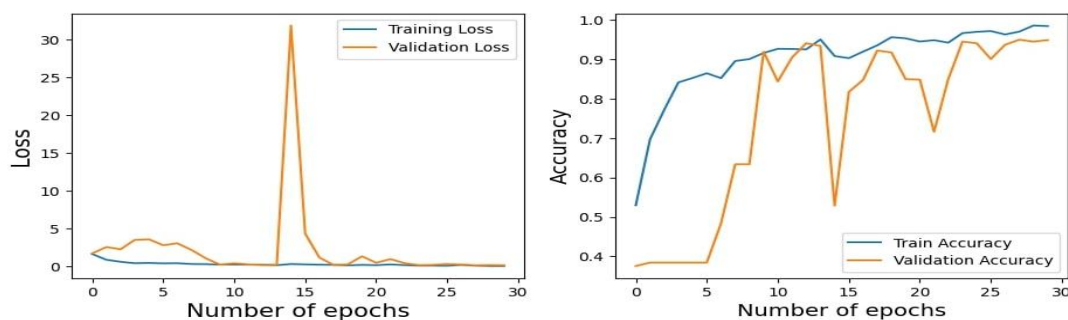 Training Loss
Validation Loss
Loss
30
25
20
15
10
5
0
0 5 10 15 20 25 30
Number of epochs
1.0
0.9
0.8
0.7
0.6
0.5
0.4
Accuracy
Train Accuracy
Validation Accuracy
0 5 10 15 20 25 30
Number of epochs